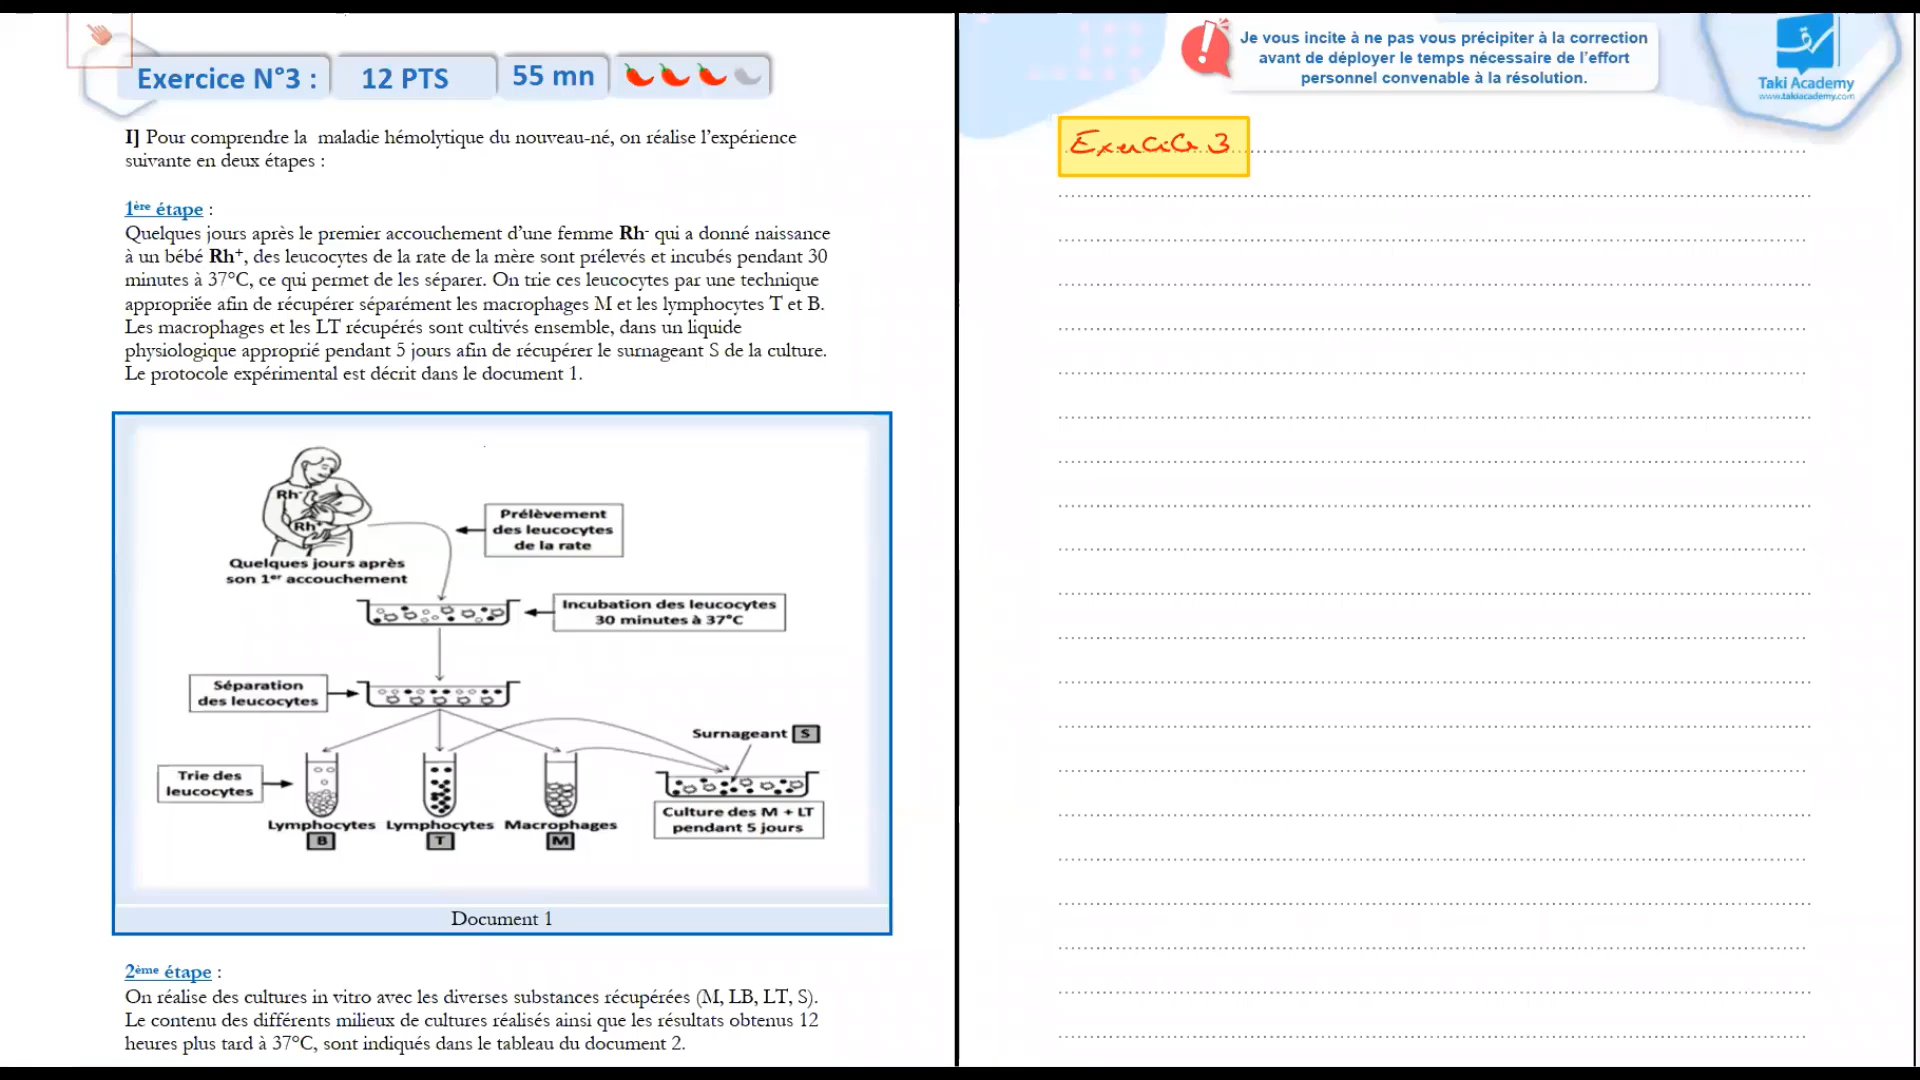 Exercice N°3 :
12 PTS
55 mn
Je vous incite à ne pas vous précipiter à la correction
avant de déployer le temps nécessaire de l'effort
personnel convenable à la résolution.
Taki Academy
www.takiacademy.com
I] Pour comprendre la maladie hémolytique du nouveau-né, on réalise l'expérience
suivante en deux étapes :
1ère étape :
Quelques jours après le premier accouchement d'une femme Rh- qui a donné naissance
à un bébé Rh+, des leucocytes de la rate de la mère sont prélevés et incubés pendant 30
minutes à 37°C, ce qui permet de les séparer. On trie ces leucocytes par une technique
appropriée afin de récupérer séparément les macrophages M et les lymphocytes T et B.
Les macrophages et les LT récupérés sont cultivés ensemble, dans un liquide
physiologique approprié pendant 5 jours afin de récupérer le surnageant S de la culture.
Le protocole expérimental est décrit dans le document 1.
Rh-
Rh+
Quelques jours après
son 1er accouchement
Prélèvement
des leucocytes
de la rate
Incubation des leucocytes
30 minutes à 37°C
Séparation
des leucocytes
Surnageant S
Trie des
leucocytes
Lymphocytes Lymphocytes Macrophages
B T M
Culture des M + LT
pendant 5 jours
Document 1
2ème étape :
On réalise des cultures in vitro avec les diverses substances récupérées (M, LB, LT, S).
Le contenu des différents milieux de cultures réalisés ainsi que les résultats obtenus 12
heures plus tard à 37°C, sont indiqués dans le tableau du document 2.
Exercice 3